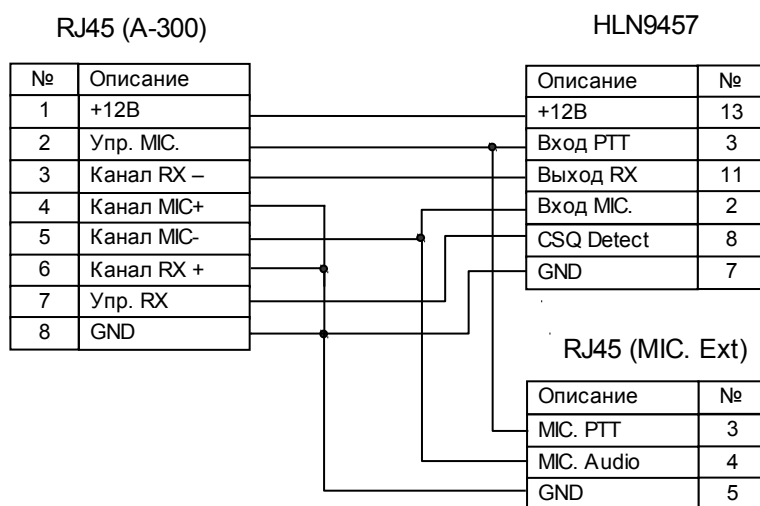 RJ45 (A-300)
№ Описание
1 +12В
2 Упр. MIC.
3 Канал RX –
4 Канал MIC+
5 Канал MIC-
6 Канал RX +
7 Упр. RX
8 GND
HLN9457
Описание №
+12В 13
Вход PTT 3
Выход RX 11
Вход MIC. 2
CSQ Detect 8
GND 7
RJ45 (MIC. Ext)
Описание №
MIC. PTT 3
MIC. Audio 4
GND 5